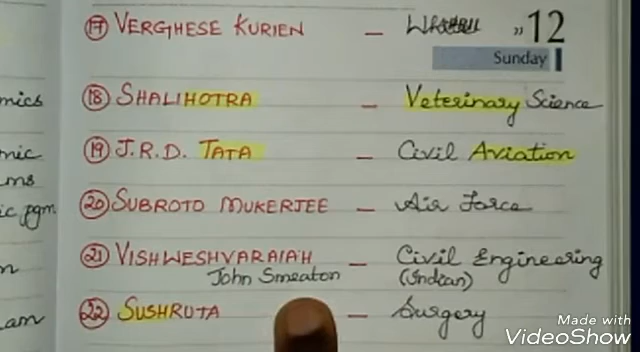 ⑰ VERGHESE KURIEN — " 12
Sunday
mics ⑱ SHALIHOTRA — Veterinary Science
mic ⑲ J.R.D. TATA — Civil Aviation
ms
ic pgm ⑳ SUBROTO MUKERJEE — Air Force
n ㉑ VISHWESHVARAIAH — Civil Engineering
John Smeaton (Indian)
am ㉒ SUSHRUTA — Surgery
Made with
VideoShow